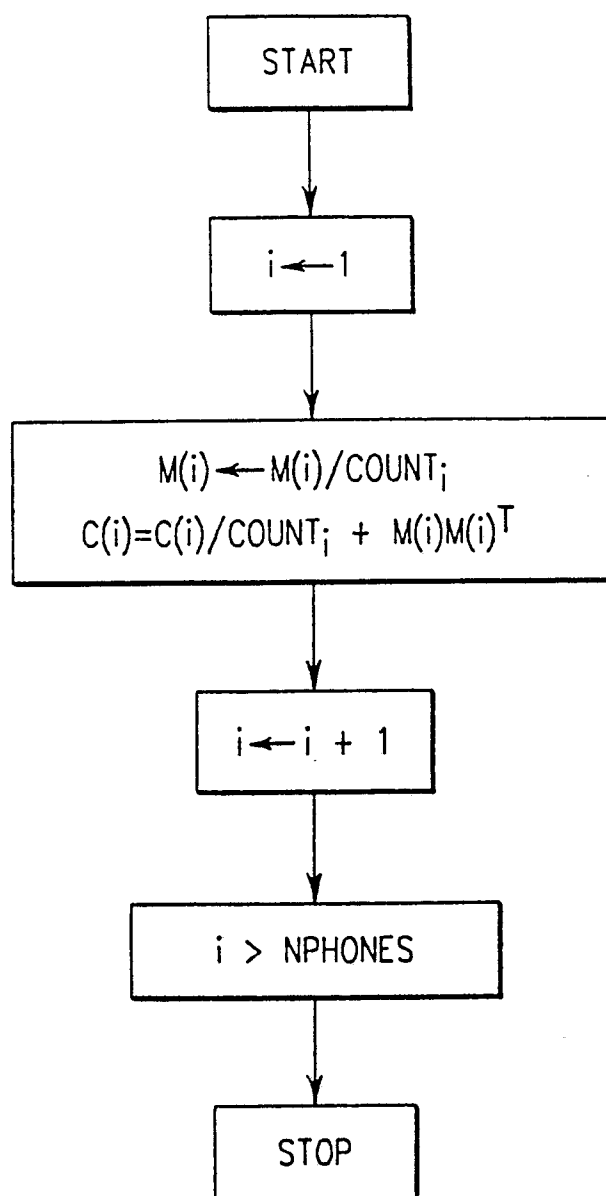 START
i←1
M(i)←M(i)/COUNTᵢ
C(i)=C(i)/COUNTᵢ + M(i)M(i)ᵀ
i←i + 1
i > NPHONES
STOP